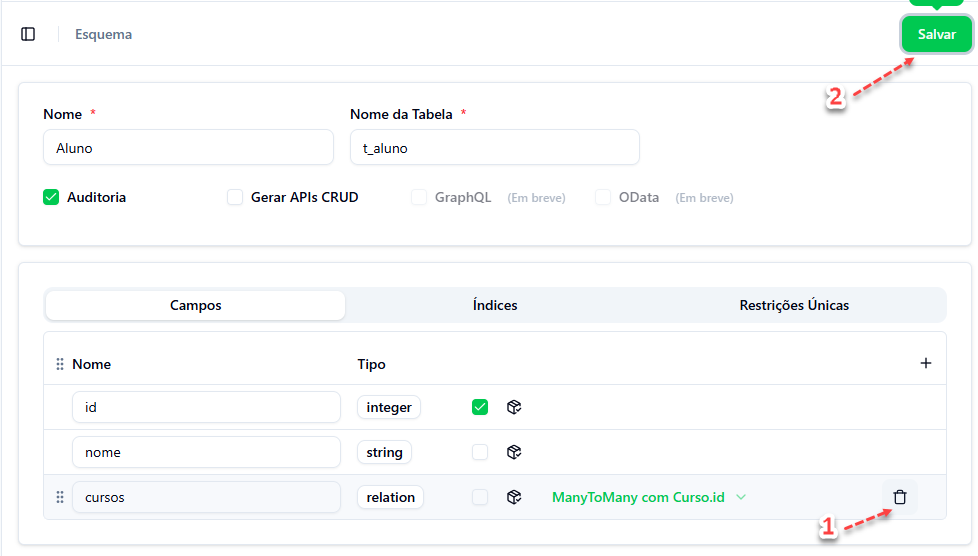 Esquema
Salvar
2
Nome *
Nome da Tabela *
Aluno
t_aluno
Auditoria
Gerar APIs CRUD
GraphQL (Em breve)
OData (Em breve)
Campos
Índices
Restrições Únicas
Nome
Tipo
id
integer
nome
string
cursos
relation
ManyToMany com Curso.id
1